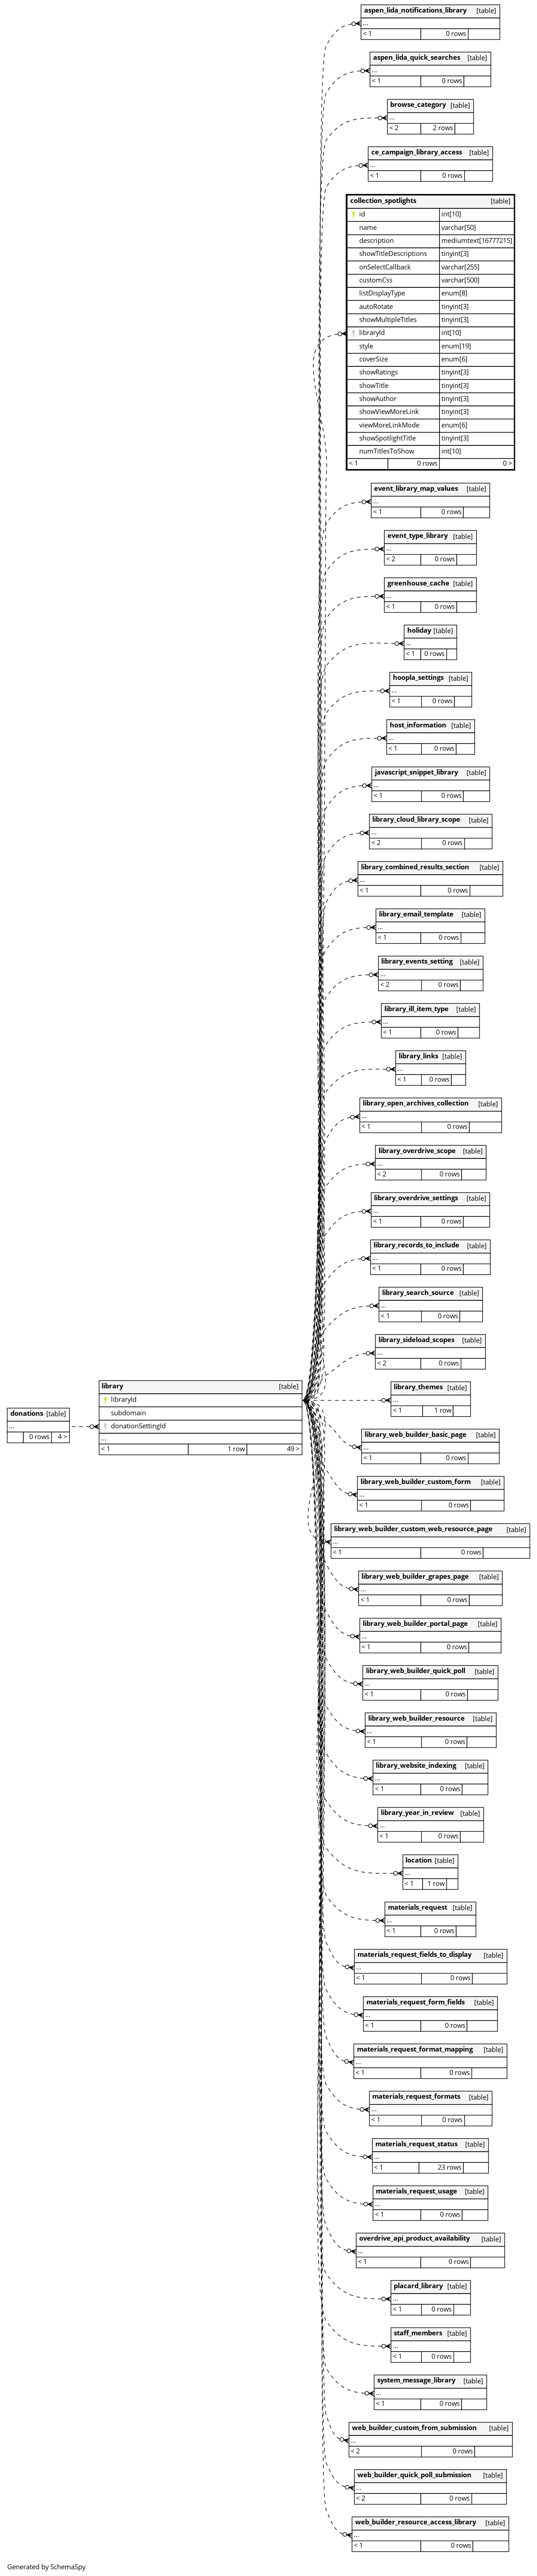 aspen_lida_notifications_library [table]
...
< 1 0 rows
aspen_lida_quick_searches [table]
...
< 1 0 rows
browse_category [table]
...
< 2 2 rows
ce_campaign_library_access [table]
...
< 1 0 rows
collection_spotlights [table]
id int[10]
name varchar[50]
description mediumtext[16777215]
showTitleDescriptions tinyint[3]
onSelectCallback varchar[255]
customCss varchar[500]
listDisplayType enum[8]
autoRotate tinyint[3]
showMultipleTitles tinyint[3]
libraryId int[10]
style enum[19]
coverSize enum[6]
showRatings tinyint[3]
showTitle tinyint[3]
showAuthor tinyint[3]
showViewMoreLink tinyint[3]
viewMoreLinkMode enum[6]
showSpotlightTitle tinyint[3]
numTitlesToShow int[10]
< 1 0 rows 0 >
event_library_map_values [table]
...
< 1 0 rows
event_type_library [table]
...
< 2 0 rows
greenhouse_cache [table]
...
< 1 0 rows
holiday [table]
...
< 1 0 rows
hoopla_settings [table]
...
< 1 0 rows
host_information [table]
...
< 1 0 rows
javascript_snippet_library [table]
...
< 1 0 rows
library_cloud_library_scope [table]
...
< 2 0 rows
library_combined_results_section [table]
...
< 1 0 rows
library_email_template [table]
...
< 1 0 rows
library_events_setting [table]
...
< 2 0 rows
library_ill_item_type [table]
...
< 1 0 rows
library_links [table]
...
< 1 0 rows
library_open_archives_collection [table]
...
< 1 0 rows
library_overdrive_scope [table]
...
< 2 0 rows
library_overdrive_settings [table]
...
< 1 0 rows
library_records_to_include [table]
...
< 1 0 rows
library_search_source [table]
...
< 1 0 rows
library_sideload_scopes [table]
...
< 2 0 rows
library [table]
libraryId
subdomain
donationSettingId
...
< 1 1 row 49 >
donations [table]
...
0 rows 4 >
library_themes [table]
...
< 1 1 row
library_web_builder_basic_page [table]
...
< 1 0 rows
library_web_builder_custom_form [table]
...
< 1 0 rows
library_web_builder_custom_web_resource_page [table]
...
< 1 0 rows
library_web_builder_grapes_page [table]
...
< 1 0 rows
library_web_builder_portal_page [table]
...
< 1 0 rows
library_web_builder_quick_poll [table]
...
< 1 0 rows
library_web_builder_resource [table]
...
< 1 0 rows
library_website_indexing [table]
...
< 1 0 rows
library_year_in_review [table]
...
< 1 0 rows
location [table]
...
< 1 1 row
materials_request [table]
...
< 1 0 rows
materials_request_fields_to_display [table]
...
< 1 0 rows
materials_request_form_fields [table]
...
< 1 0 rows
materials_request_format_mapping [table]
...
< 1 0 rows
materials_request_formats [table]
...
< 1 0 rows
materials_request_status [table]
...
< 1 23 rows
materials_request_usage [table]
...
< 1 0 rows
overdrive_api_product_availability [table]
...
< 1 0 rows
placard_library [table]
...
< 1 0 rows
staff_members [table]
...
< 1 0 rows
system_message_library [table]
...
< 1 0 rows
web_builder_custom_from_submission [table]
...
< 2 0 rows
web_builder_quick_poll_submission [table]
...
< 2 0 rows
web_builder_resource_access_library [table]
...
< 1 0 rows
Generated by SchemaSpy